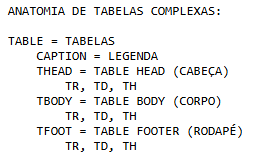 ANATOMIA DE TABELAS COMPLEXAS:
TABLE = TABELAS
CAPTION = LEGENDA
THEAD = TABLE HEAD (CABEÇA)
TR, TD, TH
TBODY = TABLE BODY (CORPO)
TR, TD, TH
TFOOT = TABLE FOOTER (RODAPÉ)
TR, TD, TH